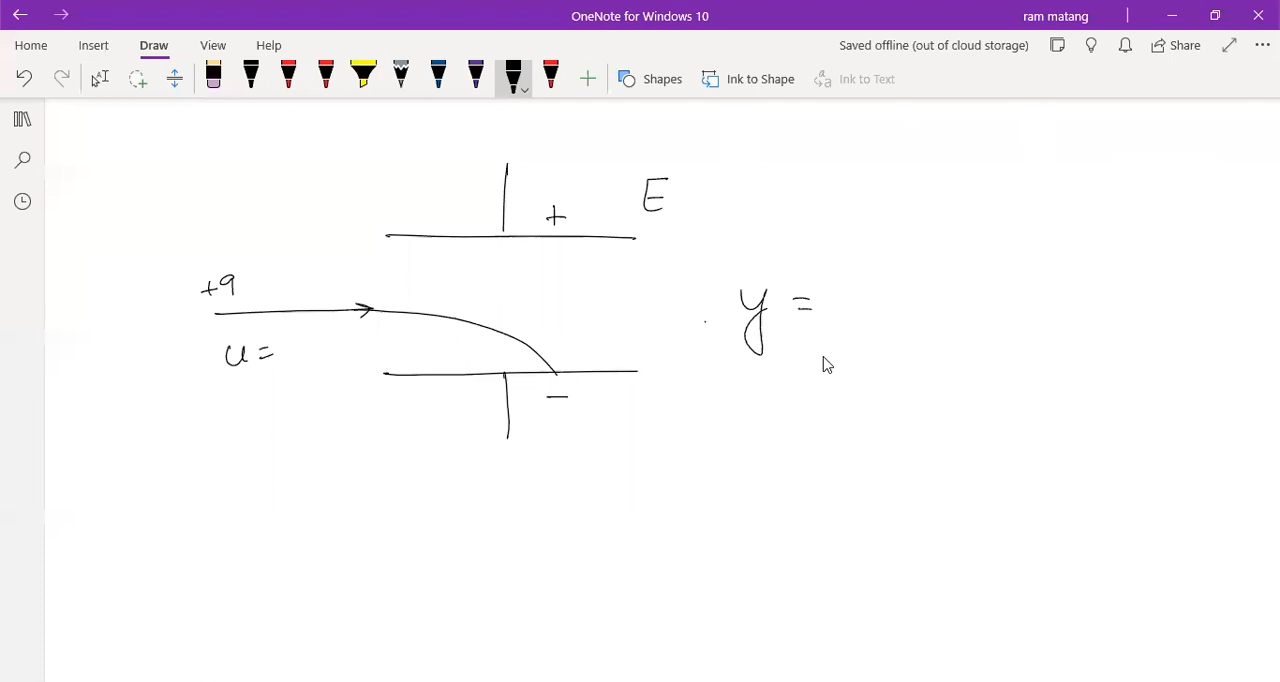 OneNote for Windows 10
ram matang
Home Insert Draw View Help
Saved offline (out of cloud storage)
Share
Shapes
Ink to Shape
Ink to Text
+ E
+q
y =
u =
−